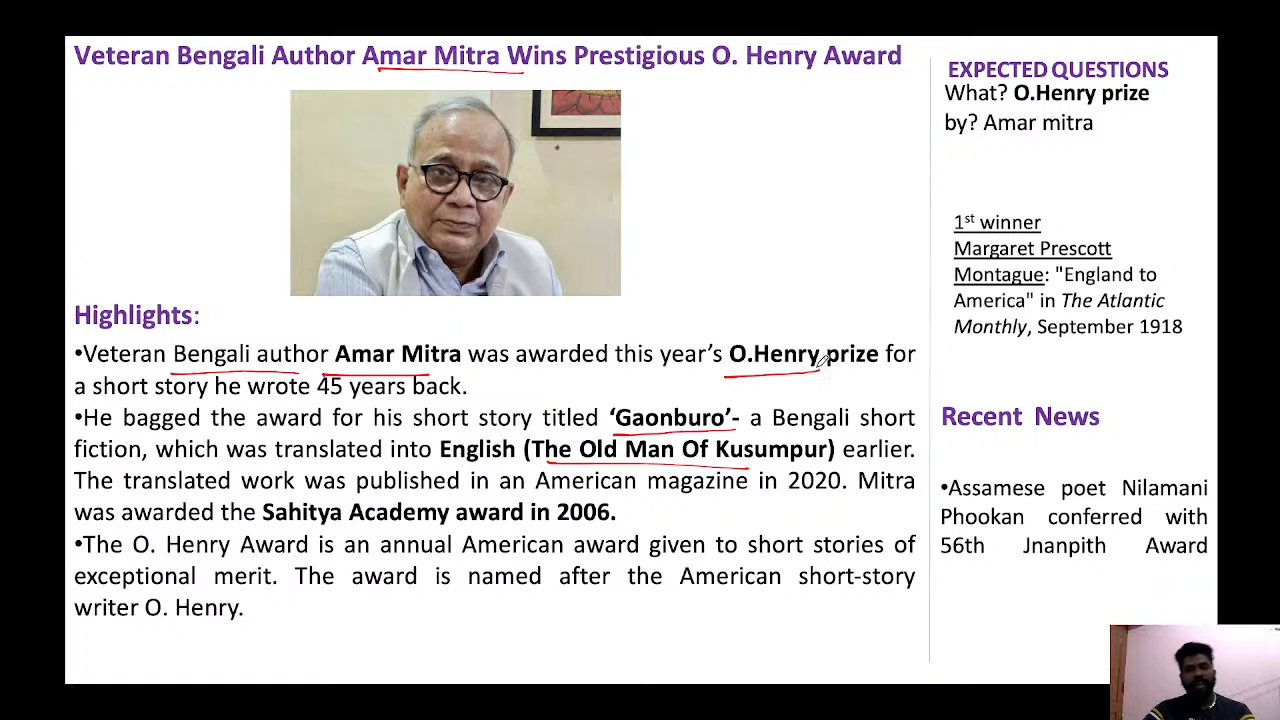 Veteran Bengali Author Amar Mitra Wins Prestigious O. Henry Award
Highlights:
•Veteran Bengali author Amar Mitra was awarded this year's O.Henry prize for
a short story he wrote 45 years back.
•He bagged the award for his short story titled 'Gaonburo'- a Bengali short
fiction, which was translated into English (The Old Man Of Kusumpur) earlier.
The translated work was published in an American magazine in 2020. Mitra
was awarded the Sahitya Academy award in 2006.
•The O. Henry Award is an annual American award given to short stories of
exceptional merit. The award is named after the American short-story
writer O. Henry.
EXPECTED QUESTIONS
What? O.Henry prize
by? Amar mitra
1st winner
Margaret Prescott
Montague: "England to
America" in The Atlantic
Monthly, September 1918
Recent News
•Assamese poet Nilamani
Phookan conferred with
56th Jnanpith Award